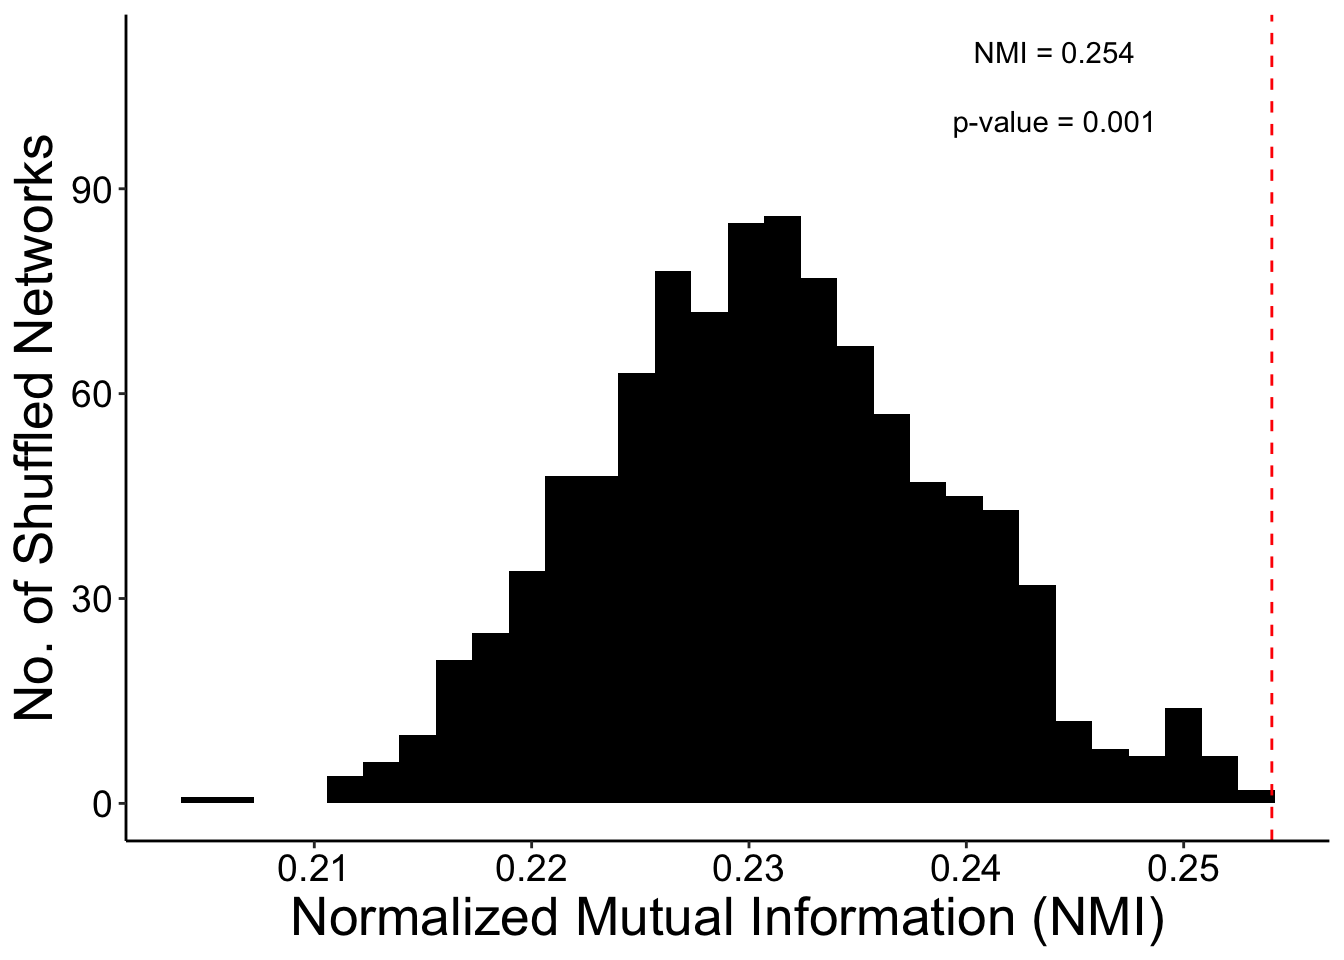 NMI = 0.254
p-value = 0.001
No. of Shuffled Networks
90
60
30
0
0.21 0.22 0.23 0.24 0.25
Normalized Mutual Information (NMI)